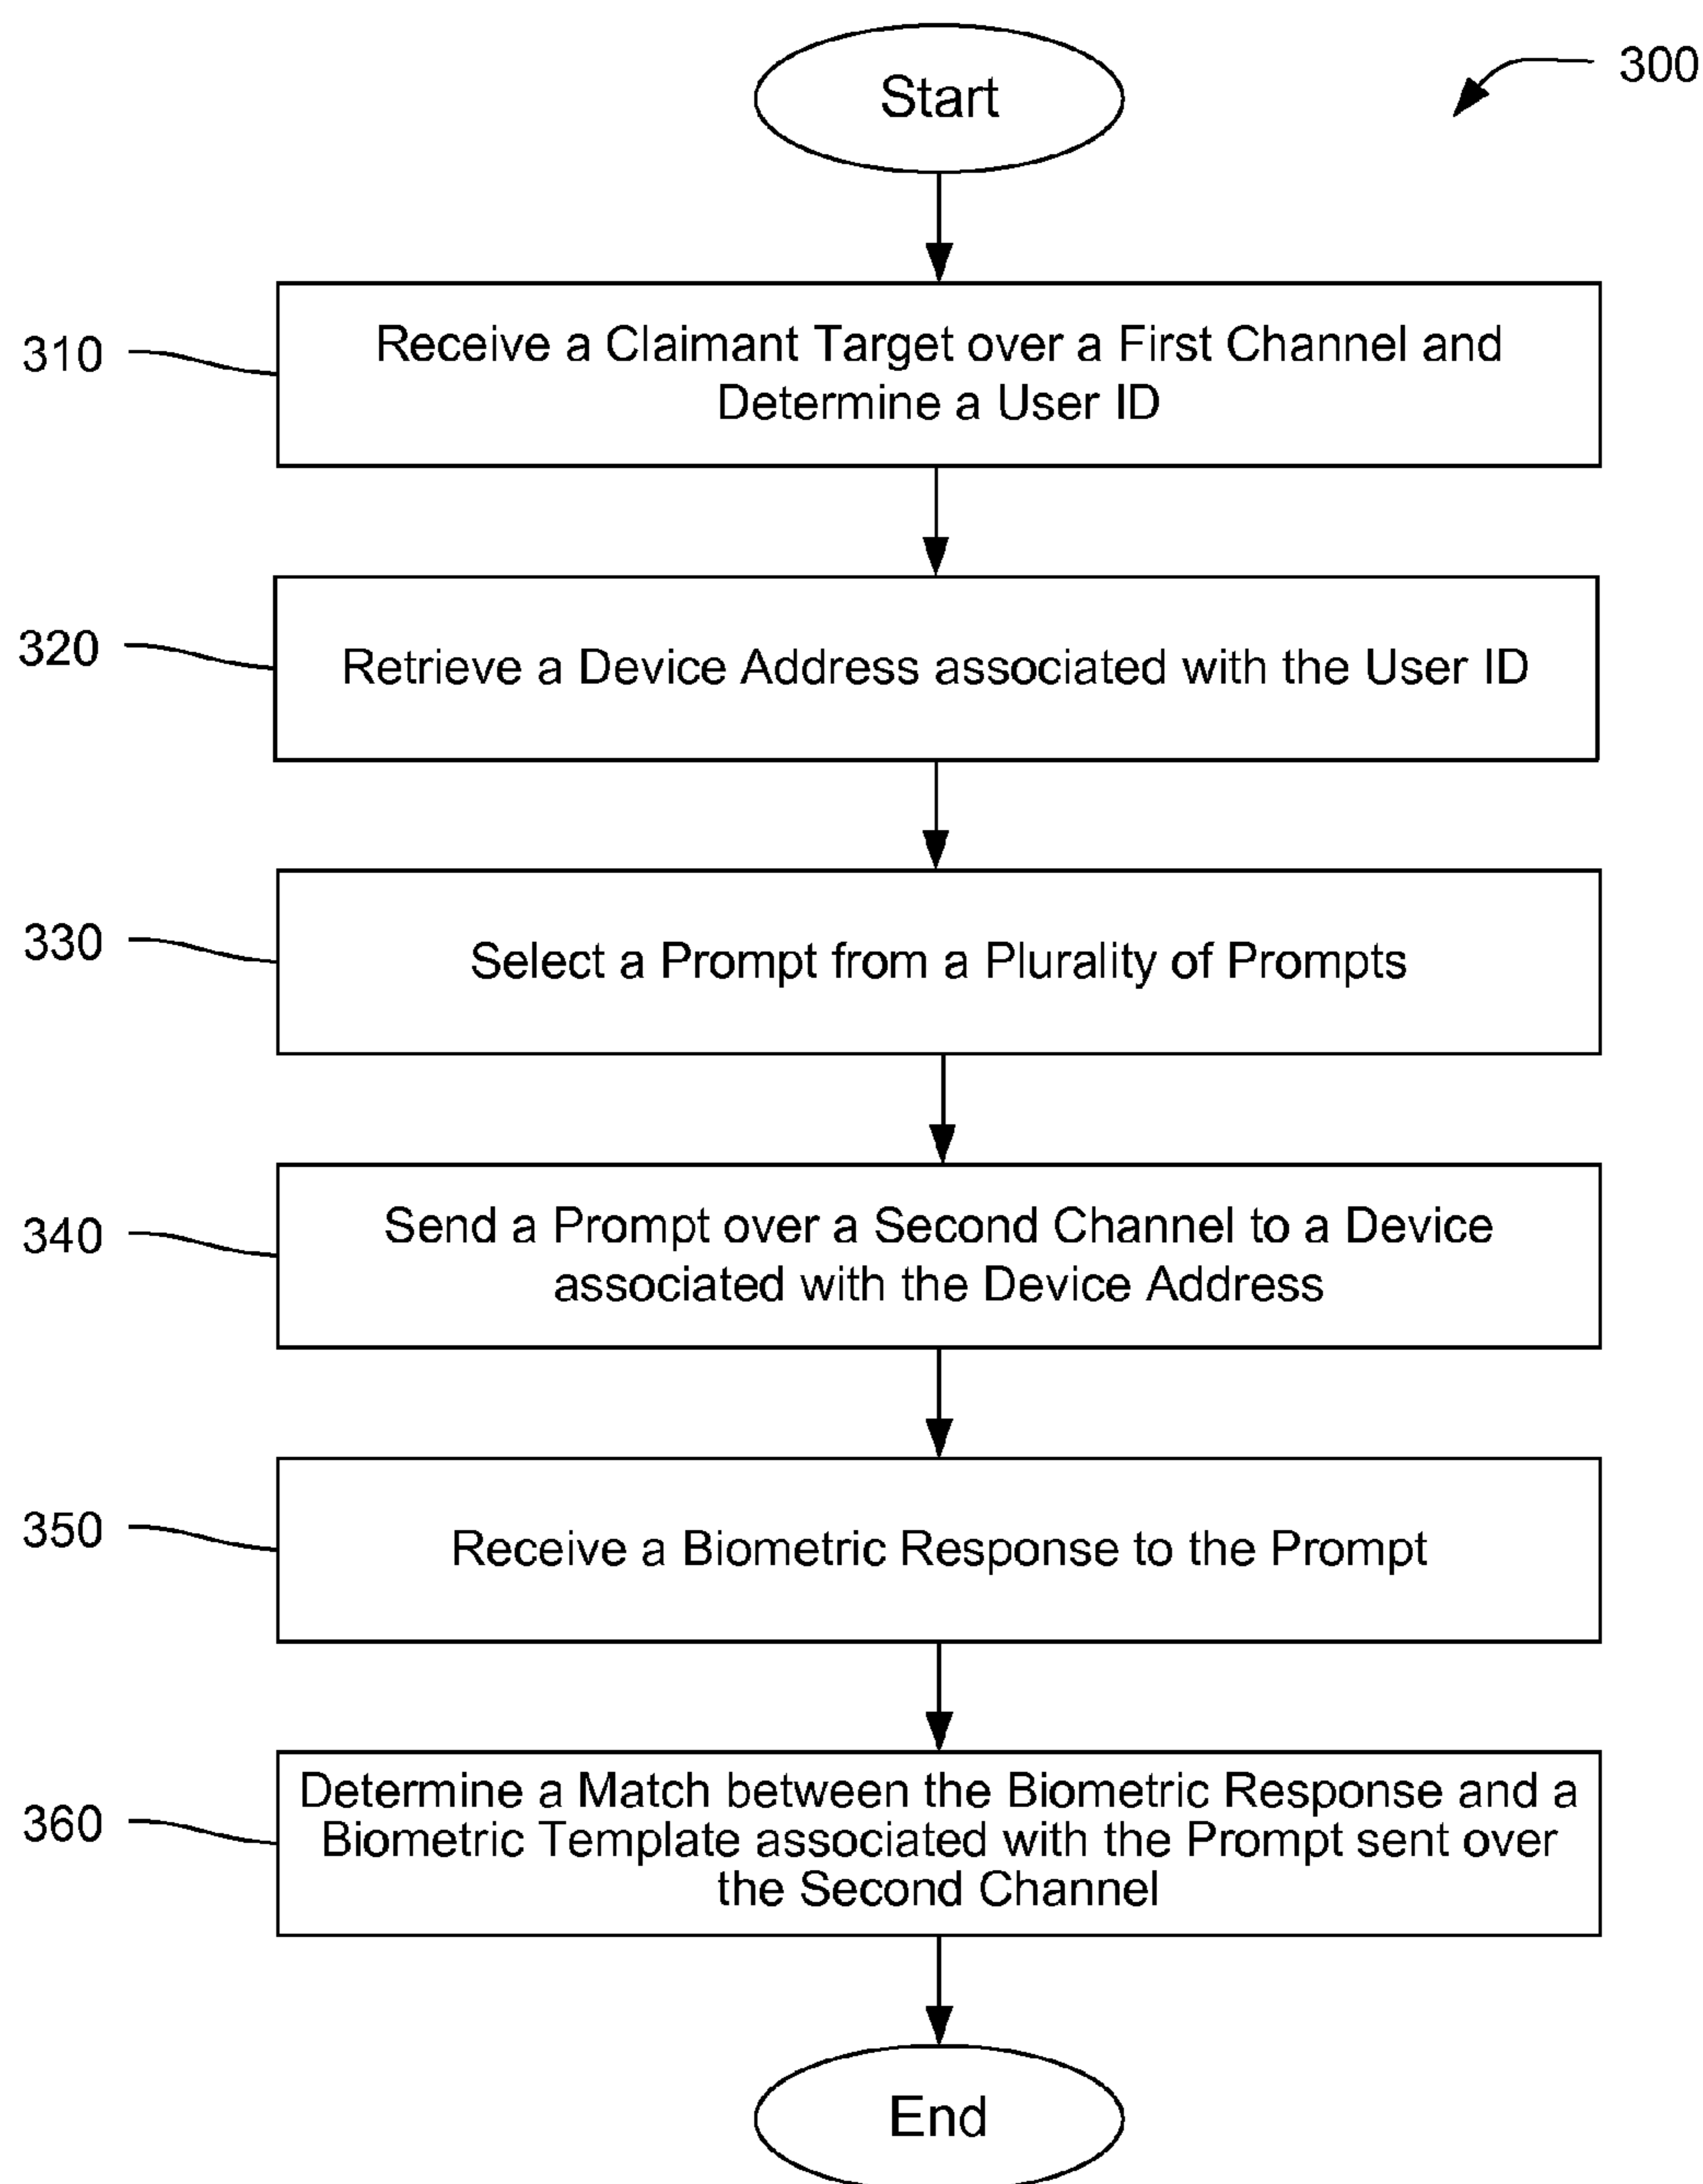 Start
300
310
Receive a Claimant Target over a First Channel and
Determine a User ID
320
Retrieve a Device Address associated with the User ID
330
Select a Prompt from a Plurality of Prompts
340
Send a Prompt over a Second Channel to a Device
associated with the Device Address
350
Receive a Biometric Response to the Prompt
360
Determine a Match between the Biometric Response and a
Biometric Template associated with the Prompt sent over
the Second Channel
End